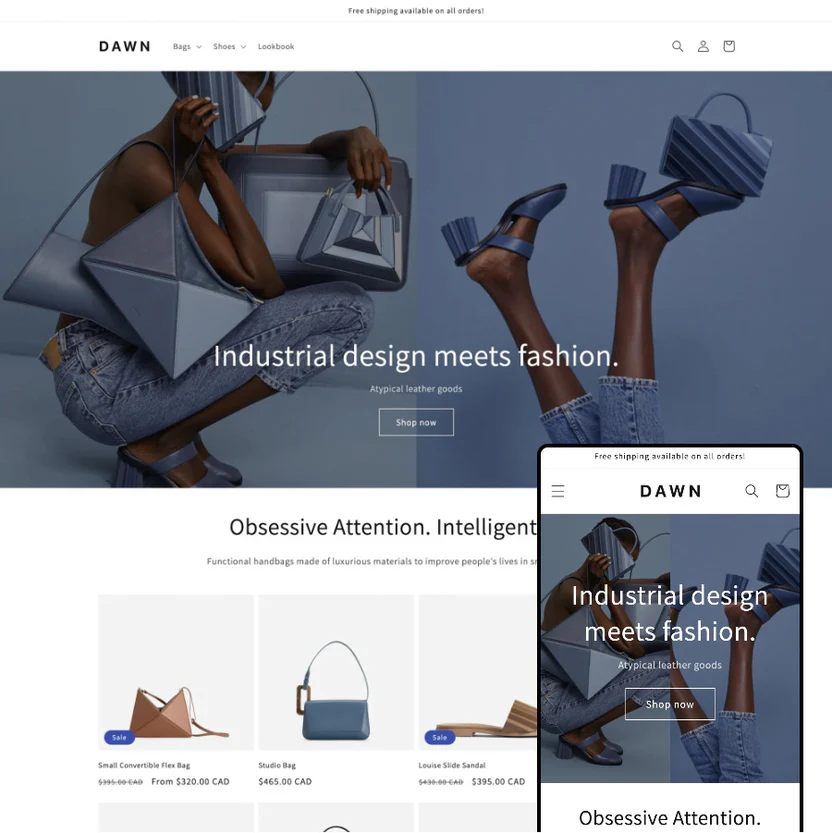 Free shipping available on all orders!
DAWN Bags Shoes Lookbook
Industrial design meets fashion.
Atypical leather goods
Shop now
Obsessive Attention. Intelligent
Functional handbags made of luxurious materials to improve people's lives in
Sale
Sale
Small Convertible Flex Bag
$395.00 CAD From $320.00 CAD
Studio Bag
$465.00 CAD
Louise Slide Sandal
$430.00 CAD $395.00 CAD
Free shipping available on all orders!
DAWN
Industrial design
meets fashion.
Atypical leather goods
Shop now
Obsessive Attention.